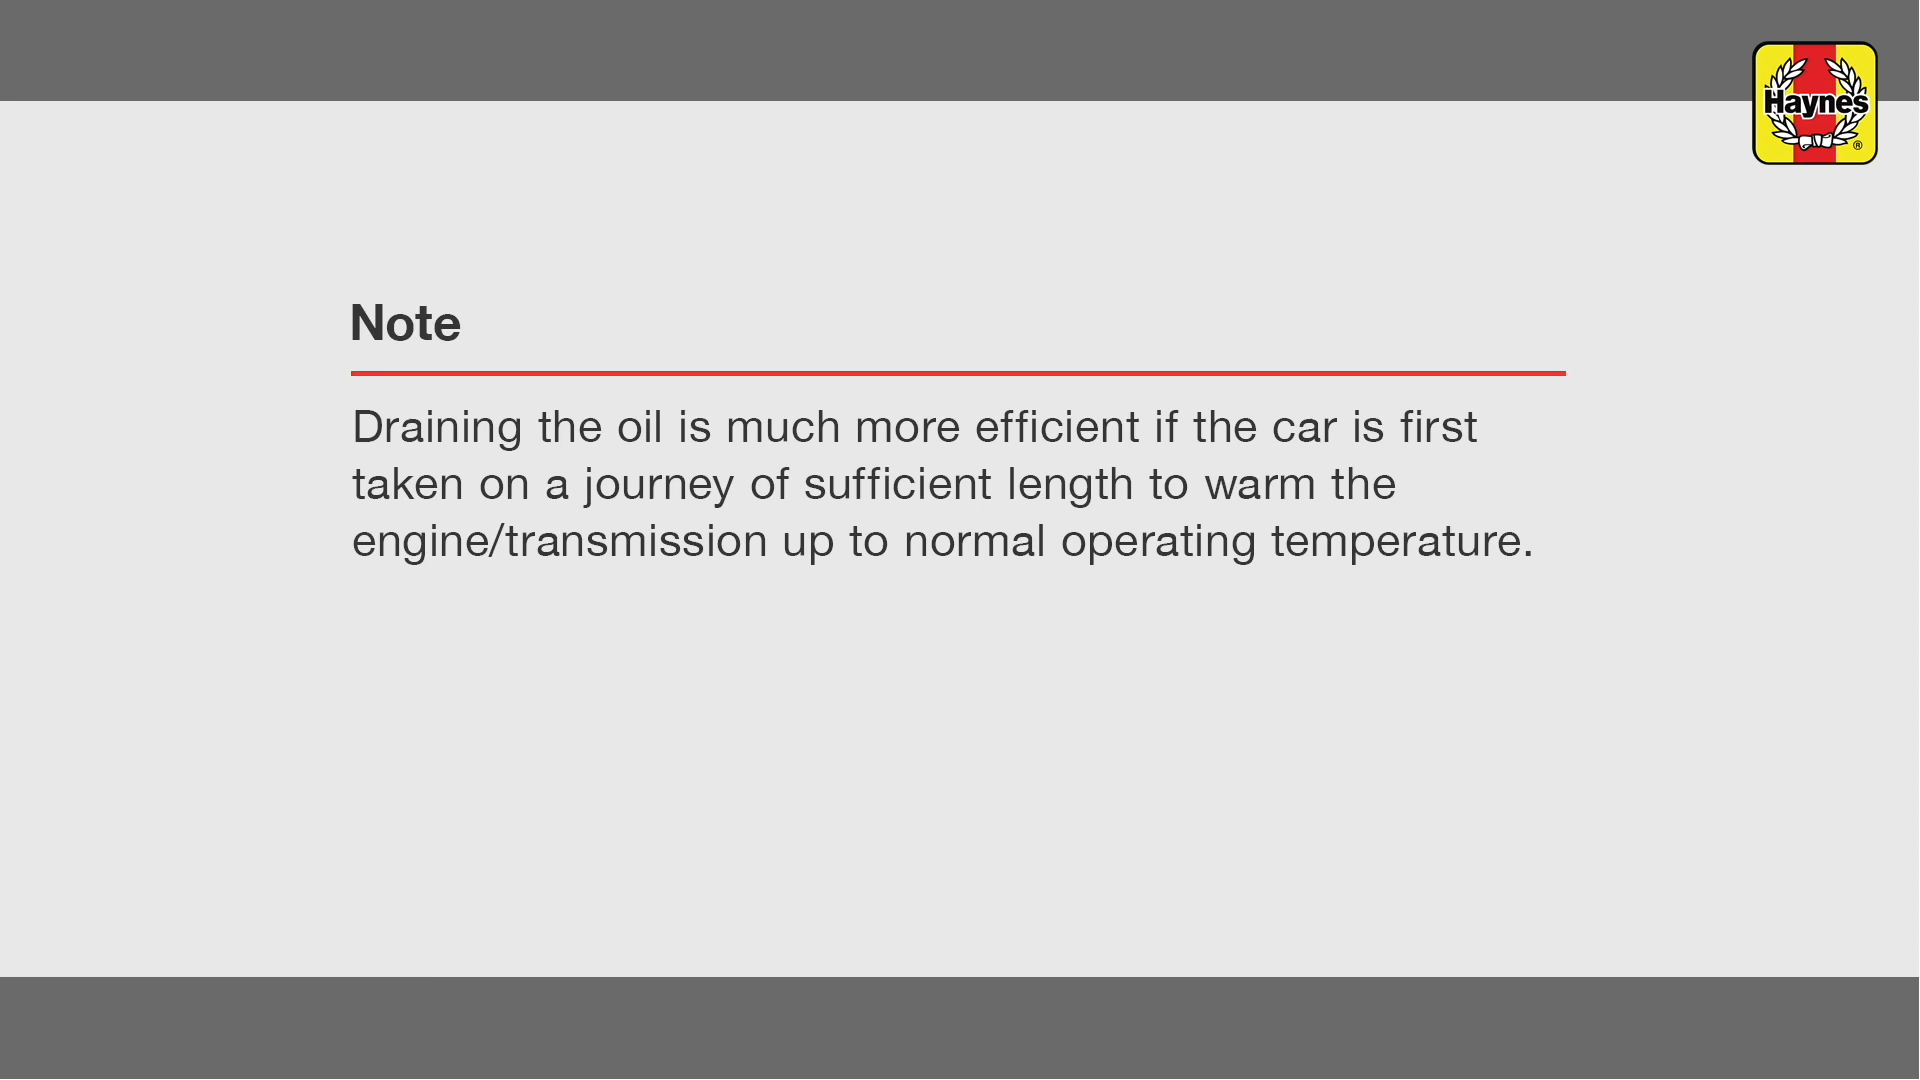 Haynes
®
Note
Draining the oil is much more efficient if the car is first
taken on a journey of sufficient length to warm the
engine/transmission up to normal operating temperature.